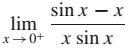 lim x→0⁺ (sin x − x) / (x sin x)